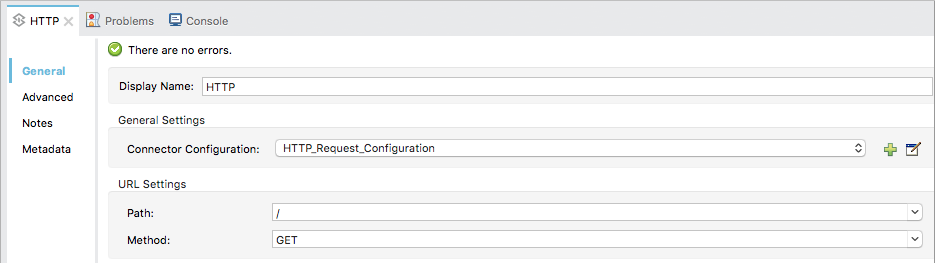 HTTP Problems Console
There are no errors.
General
Display Name: HTTP
Advanced
General Settings
Notes
Metadata
Connector Configuration: HTTP_Request_Configuration
URL Settings
Path: /
Method: GET